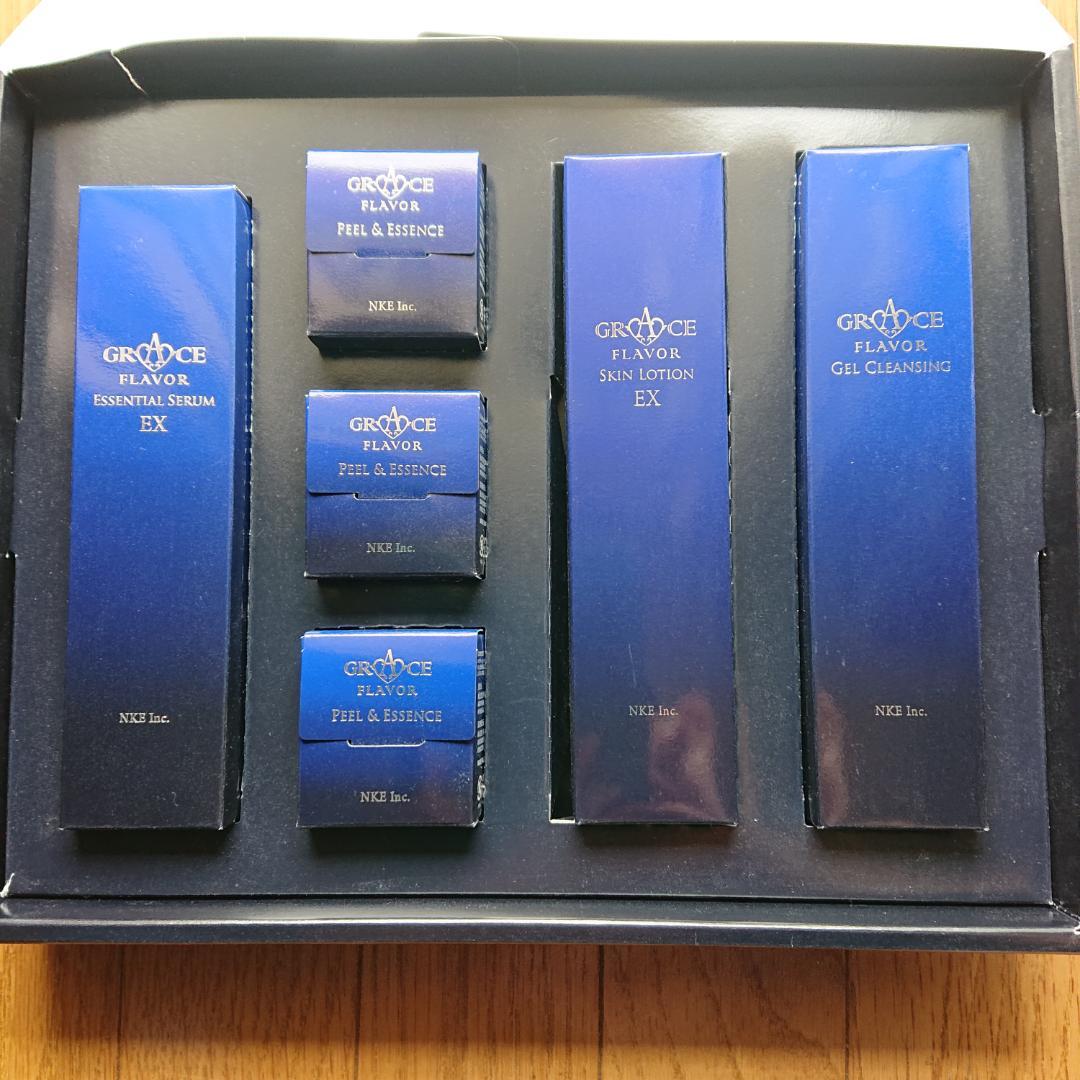 GRACE
FLAVOR
ESSENTIAL SERUM
EX
NKE Inc.
GRACE
FLAVOR
PEEL & ESSENCE
NKE Inc.
GRACE
FLAVOR
PEEL & ESSENCE
NKE Inc.
GRACE
FLAVOR
PEEL & ESSENCE
NKE Inc.
GRACE
FLAVOR
SKIN LOTION
EX
NKE Inc.
GRACE
FLAVOR
GEL CLEANSING
NKE Inc.